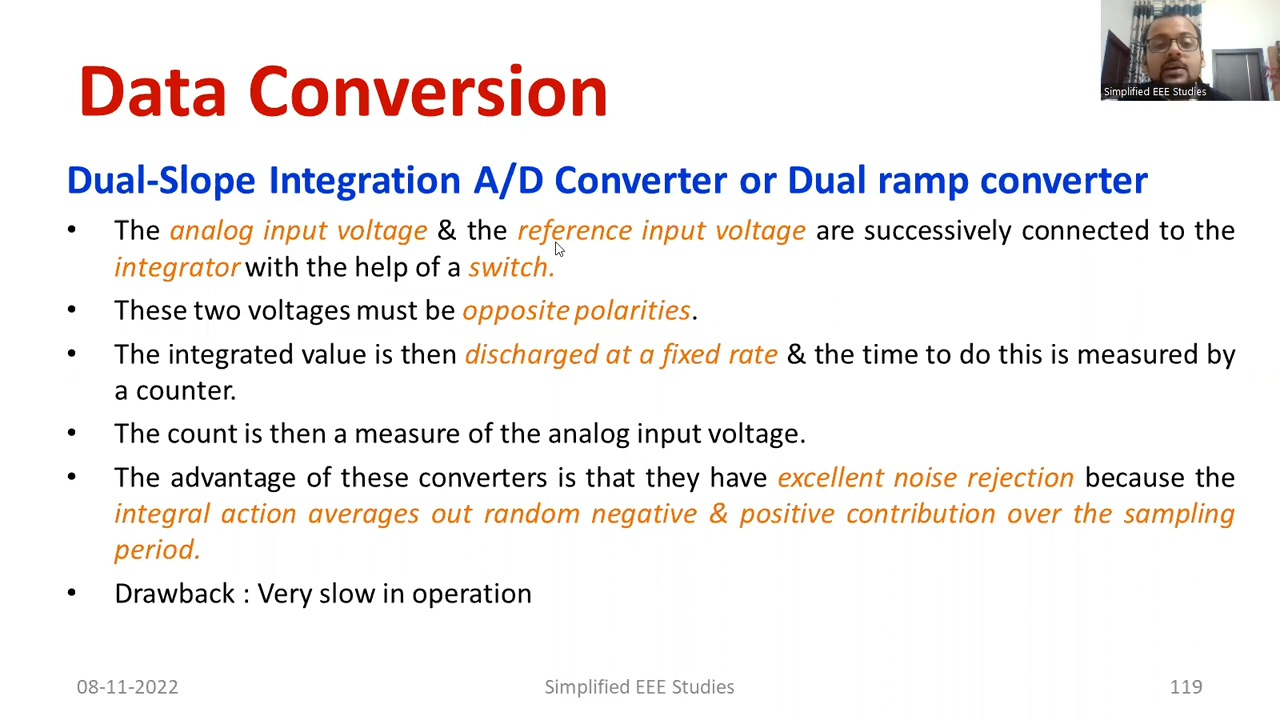 Simplified EEE Studies
Data Conversion
Dual-Slope Integration A/D Converter or Dual ramp converter
• The analog input voltage & the reference input voltage are successively connected to the
integrator with the help of a switch.
• These two voltages must be opposite polarities.
• The integrated value is then discharged at a fixed rate & the time to do this is measured by
a counter.
• The count is then a measure of the analog input voltage.
• The advantage of these converters is that they have excellent noise rejection because the
integral action averages out random negative & positive contribution over the sampling
period.
• Drawback : Very slow in operation
08-11-2022 Simplified EEE Studies 119